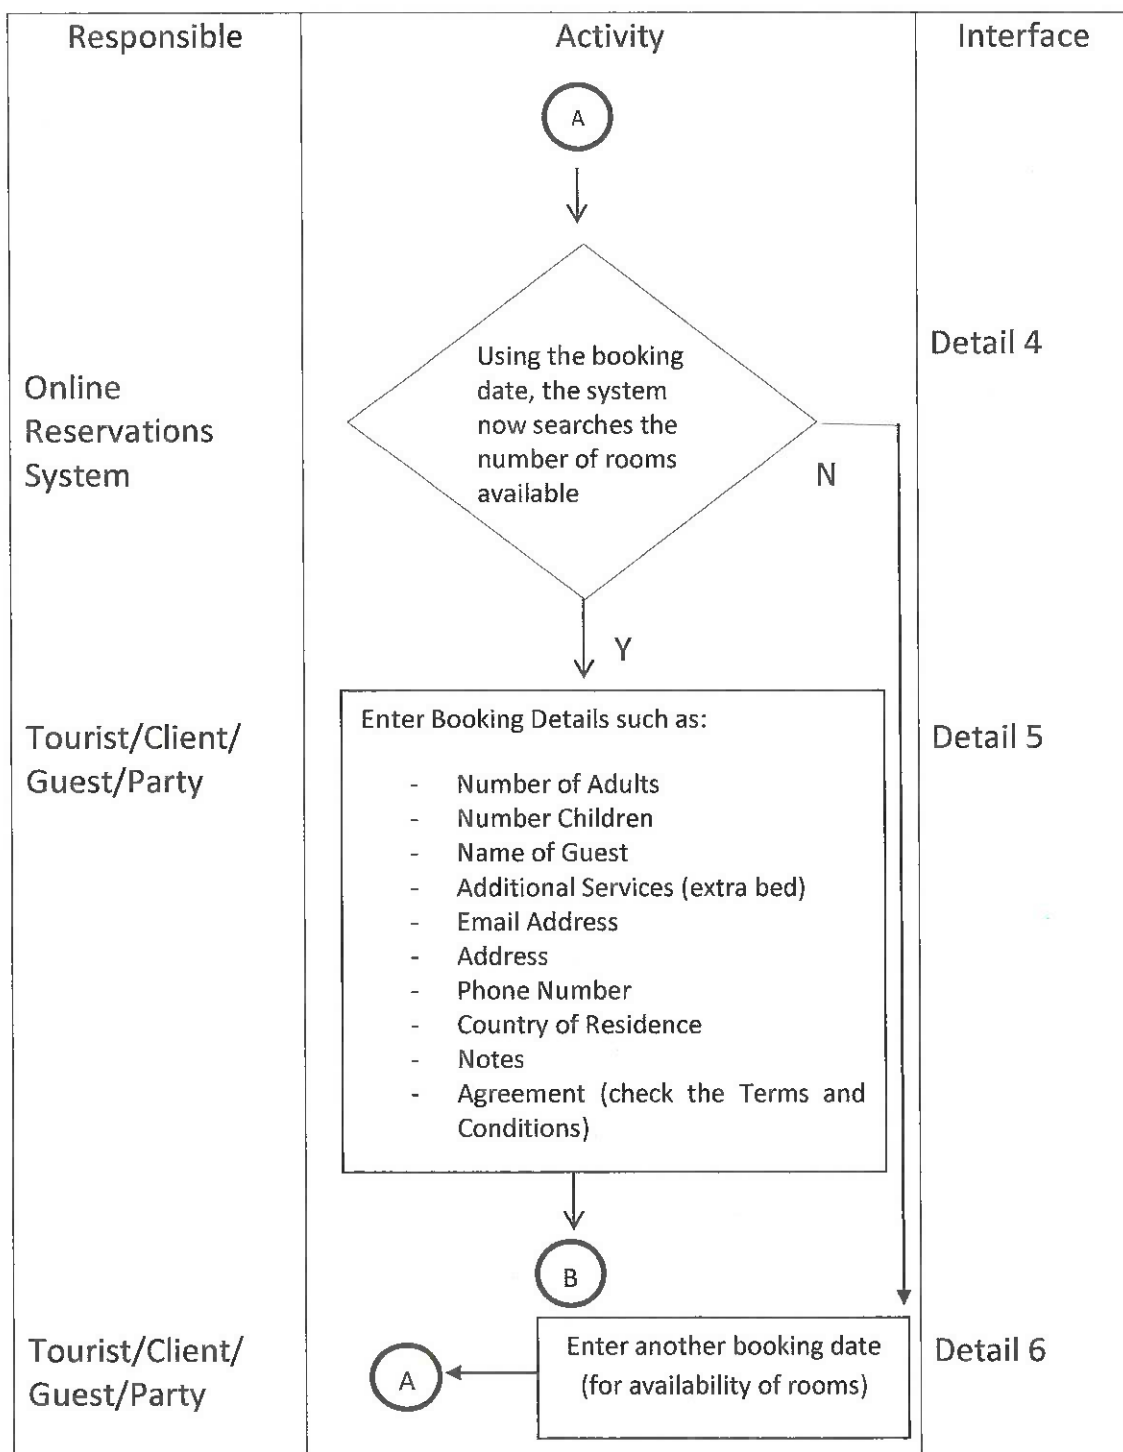 Responsible
Activity
Interface
A
Detail 4
Using the booking
date, the system
now searches the
number of rooms
available
Online
Reservations
System
N
Y
Tourist/Client/
Guest/Party
Enter Booking Details such as:
- Number of Adults
- Number Children
- Name of Guest
- Additional Services (extra bed)
- Email Address
- Address
- Phone Number
- Country of Residence
- Notes
- Agreement (check the Terms and
Conditions)
Detail 5
B
Tourist/Client/
Guest/Party
A
Enter another booking date
(for availability of rooms)
Detail 6